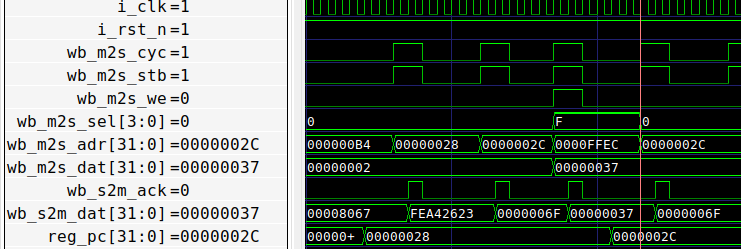 i_clk=1
i_rst_n=1
wb_m2s_cyc=1
wb_m2s_stb=1
wb_m2s_we=0
wb_m2s_sel[3:0]=0 0 F 0
wb_m2s_adr[31:0]=0000002C 000000B4 00000028 0000002C 0000FFEC 0000002C
wb_m2s_dat[31:0]=00000037 00000002 00000037
wb_s2m_ack=0
wb_s2m_dat[31:0]=00000037 00008067 FEA42623 0000006F 00000037 0000006F
reg_pc[31:0]=0000002C 00000+ 00000028 0000002C